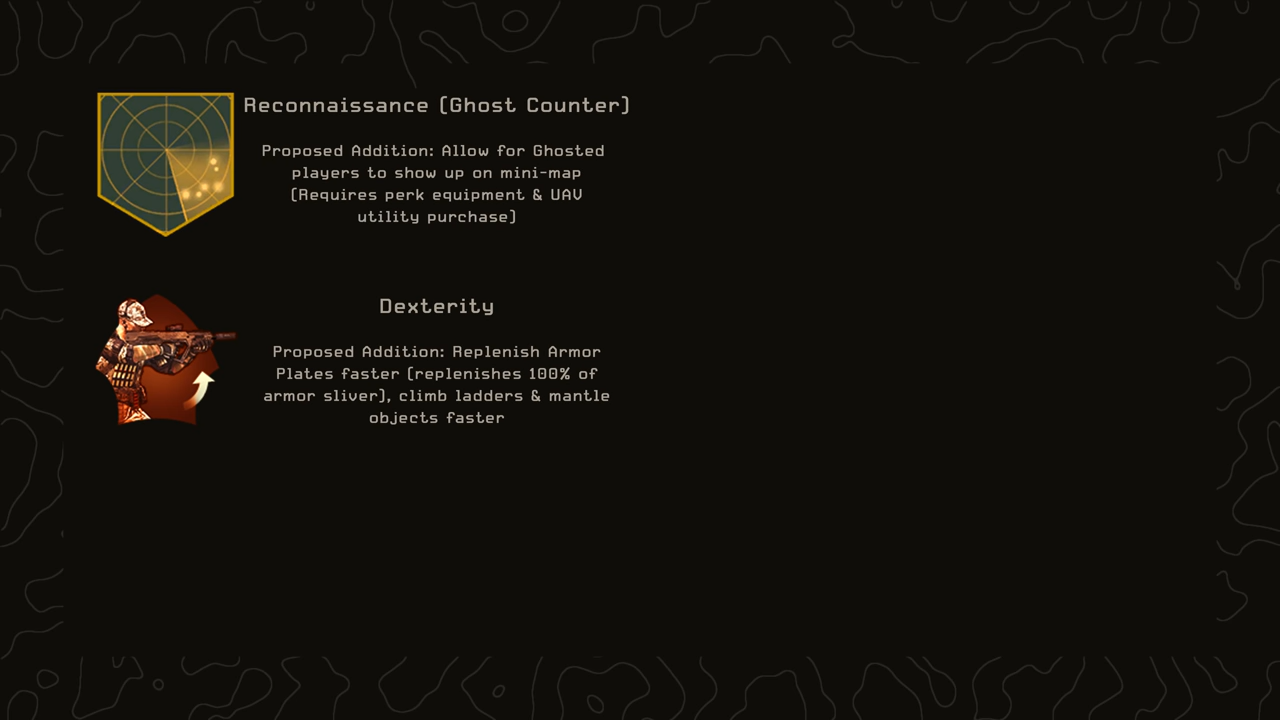 Reconnaissance (Ghost Counter)
Proposed Addition: Allow for Ghosted
players to show up on mini-map
(Requires perk equipment & UAV
utility purchase)
Dexterity
Proposed Addition: Replenish Armor
Plates faster (replenishes 100% of
armor sliver), climb ladders & mantle
objects faster